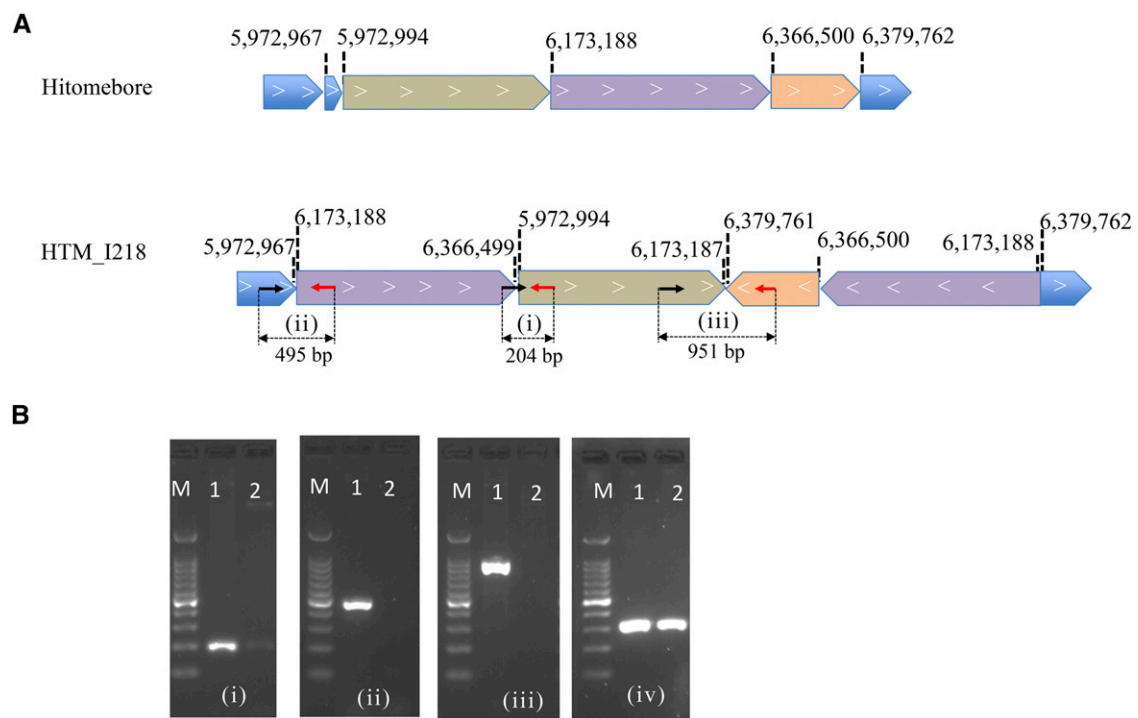 A
5,972,967 5,972,994 6,173,188 6,366,500 6,379,762
Hitomebore
HTM_I218
5,972,967 6,173,188 6,366,499 5,972,994 6,173,187 6,379,761 6,366,500 6,173,188 6,379,762
(ii) (i) (iii)
495 bp 204 bp 951 bp
B
M 1 2 M 1 2 M 1 2 M 1 2
(i) (ii) (iii) (iv)